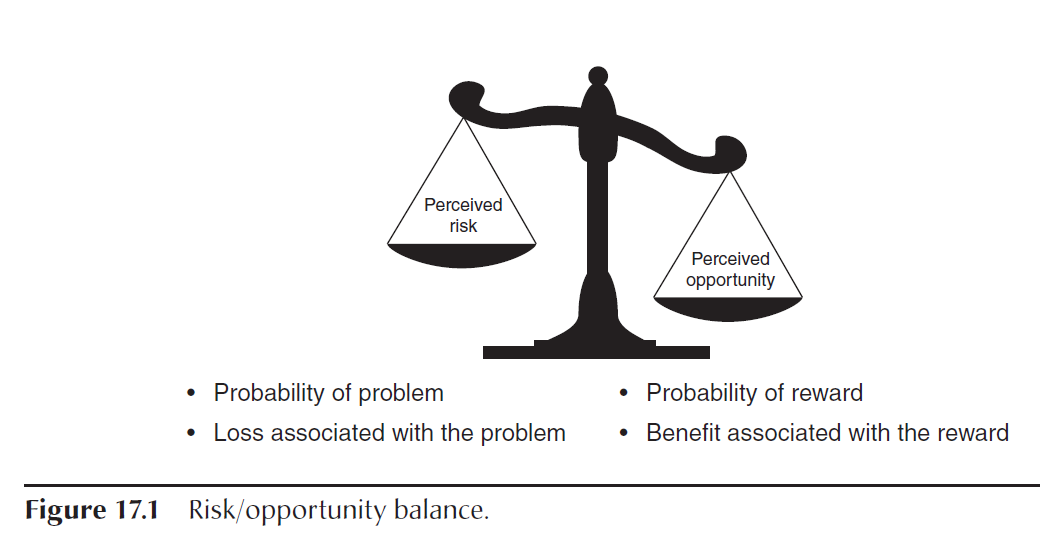 Perceived
risk
Perceived
opportunity
• Probability of problem
• Loss associated with the problem
• Probability of reward
• Benefit associated with the reward
Figure 17.1 Risk/opportunity balance.